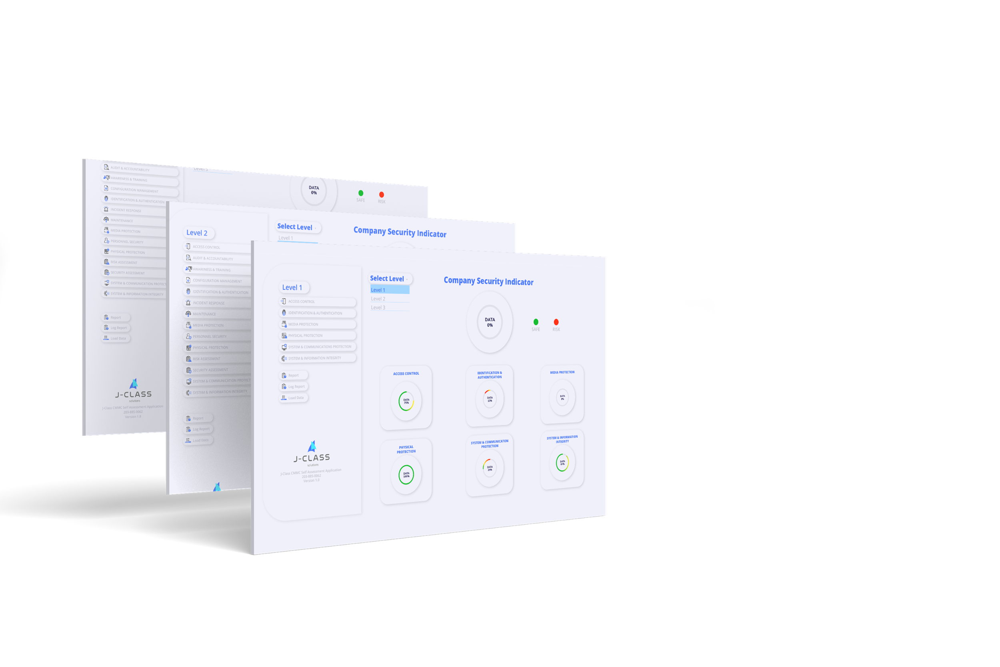 AUDIT & ACCOUNTABILITY
AWARENESS & TRAINING
CONFIGURATION MANAGEMENT
IDENTIFICATION & AUTHENTICATION
INCIDENT RESPONSE
MAINTENANCE
MEDIA PROTECTION
PERSONNEL SECURITY
PHYSICAL PROTECTION
RISK ASSESSMENT
SECURITY ASSESSMENT
SYSTEM & COMMUNICATION PROTECT
SYSTEM & INFORMATION INTEGRITY
Report
Log Report
Load Data
J-CLASS
solutions
J-Class CMMC Self Assessment Application
203-885-0062
Level
DATA
0%
SAFE
RISK
Level 2
ACCESS CONTROL
AUDIT & ACCOUNTABILITY
AWARENESS & TRAINING
CONFIGURATION MANAGEMENT
IDENTIFICATION & AUTHENTICATION
INCIDENT RESPONSE
MAINTENANCE
MEDIA PROTECTION
PERSONNEL SECURITY
PHYSICAL PROTECTION
RISK ASSESSMENT
SECURITY ASSESSMENT
SYSTEM & COMMUNICATION PROTECT
SYSTEM & INFORMATION INTEGRITY
Report
Log Report
Load Data
Select Level
Level 1
Company Security Indicator
Level 1
ACCESS CONTROL
IDENTIFICATION & AUTHENTICATION
MEDIA PROTECTION
PHYSICAL PROTECTION
SYSTEM & COMMUNICATIONS PROTECTION
SYSTEM & INFORMATION INTEGRITY
Report
Log Report
Load Data
J-CLASS
solutions
J-Class CMMC Self Assessment Application
203-885-0062
Version 1.0
Select Level
Level 1
Level 2
Level 3
Company Security Indicator
DATA
0%
SAFE
RISK
ACCESS CONTROL
DATA
75%
IDENTIFICATION &
AUTHENTICATION
DATA
13%
MEDIA PROTECTION
DATA
0%
PHYSICAL
PROTECTION
DATA
100%
SYSTEM & COMMUNICATON
PROTECTION
DATA
25%
SYSTEM & INFORMATION
INTEGRITY
DATA
87%